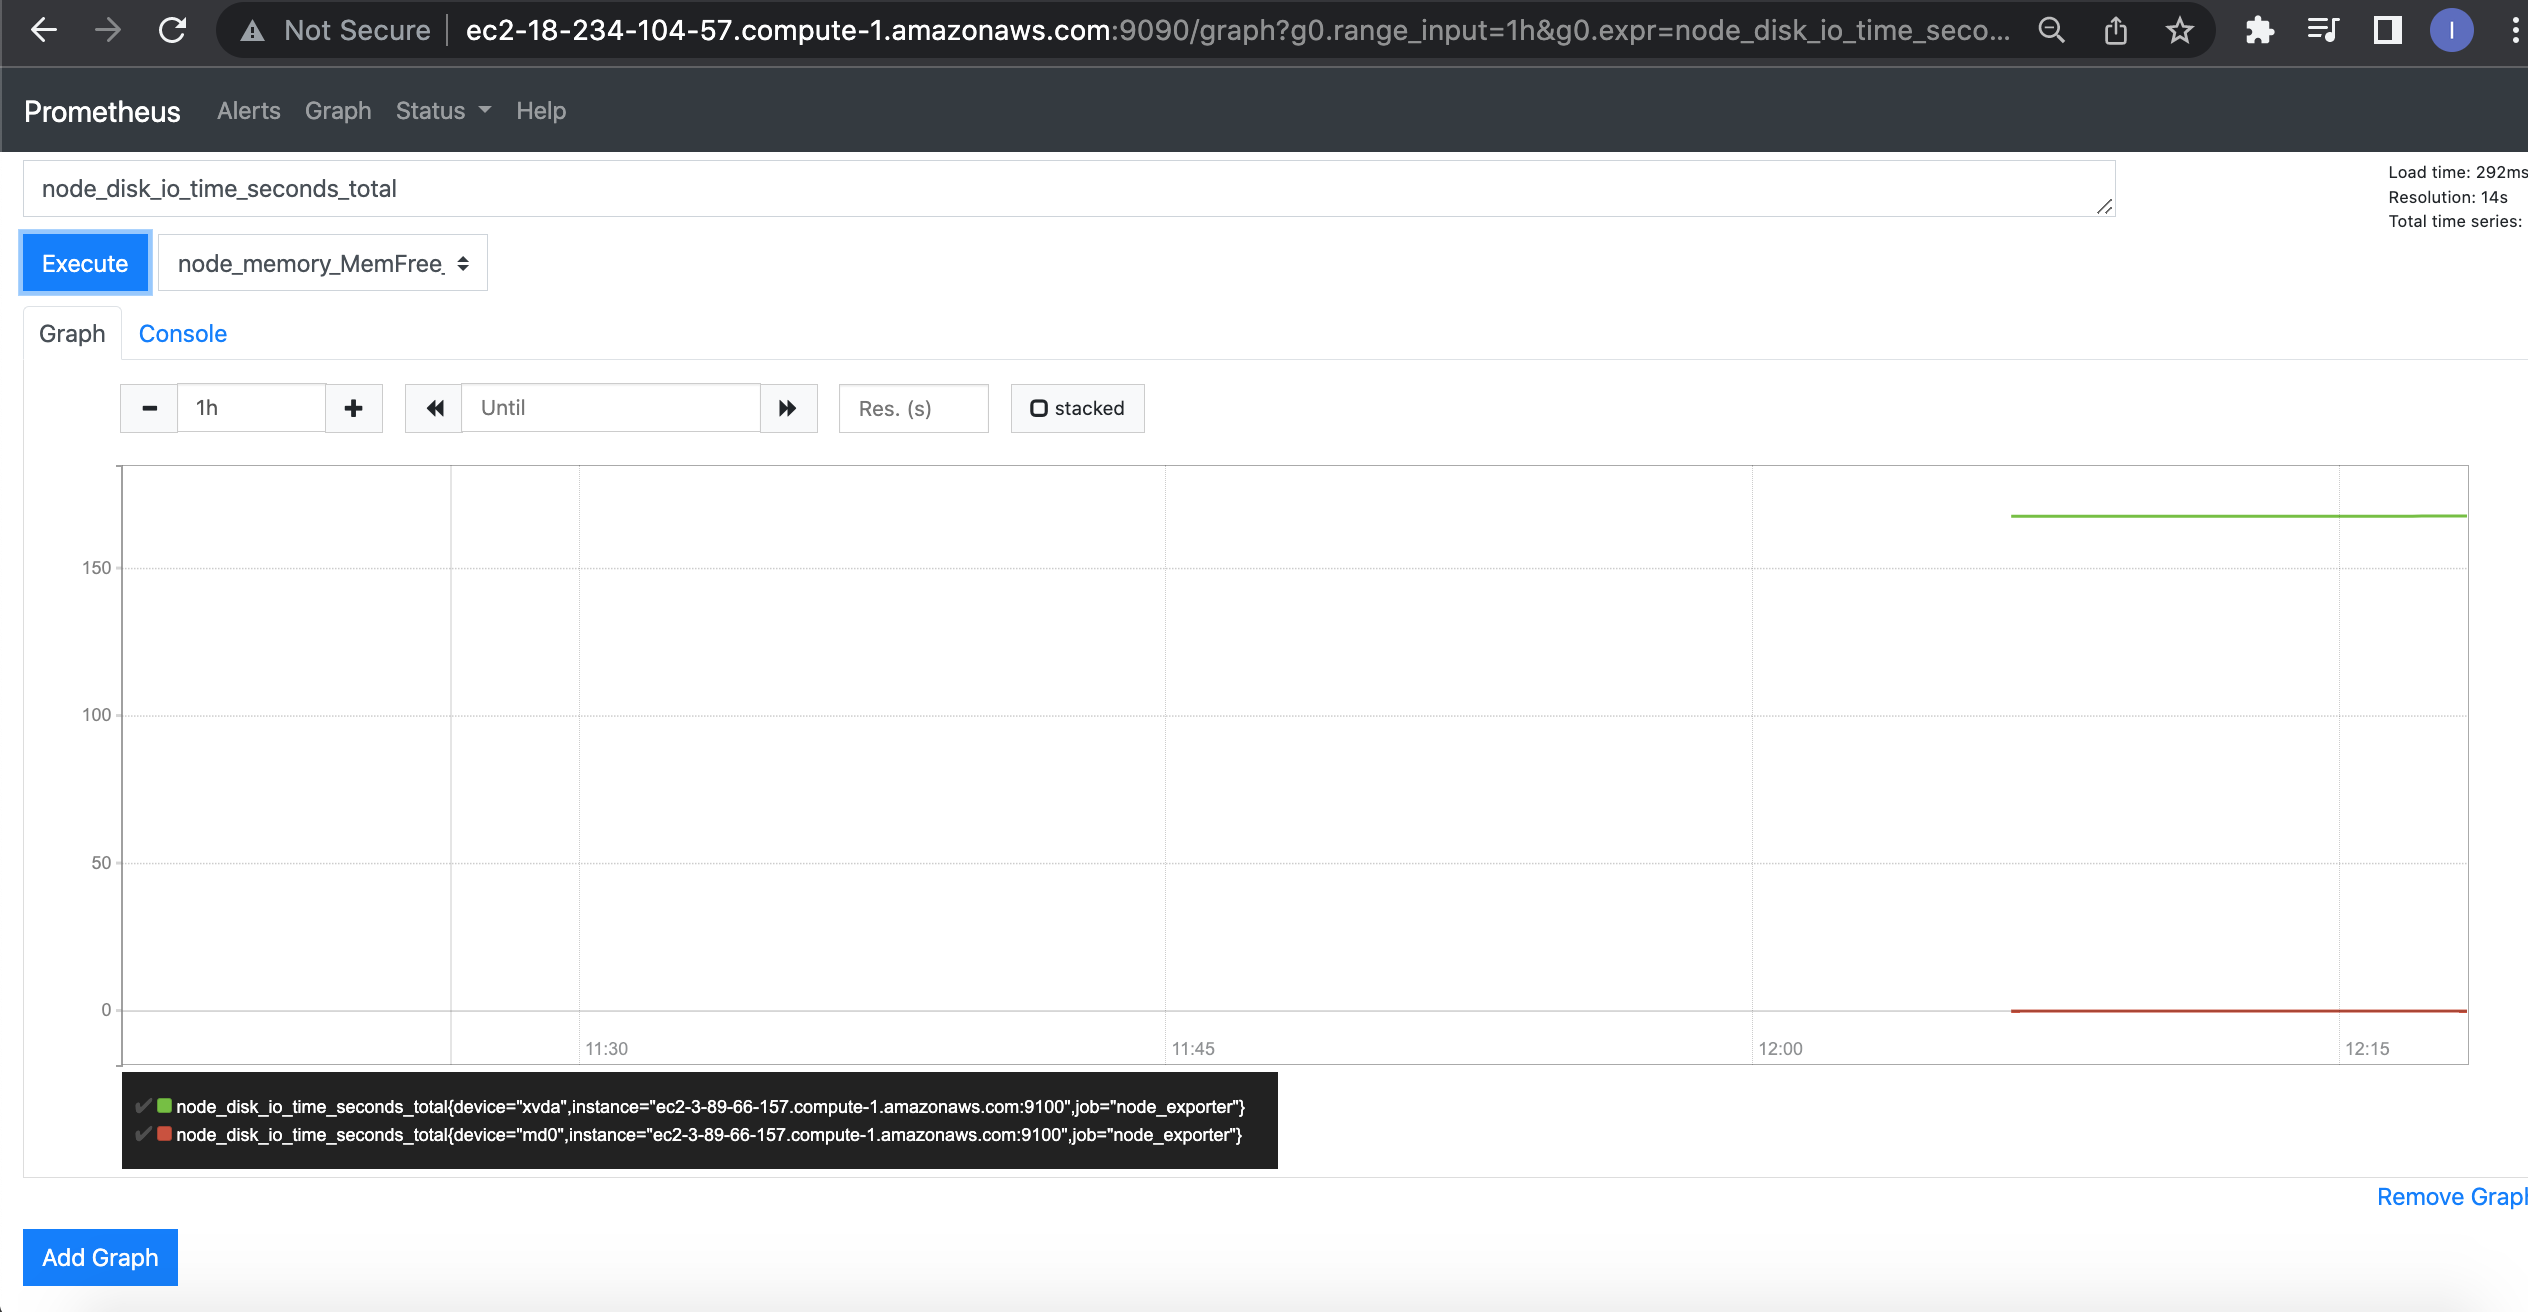 Not Secure ec2-18-234-104-57.compute-1.amazonaws.com:9090/graph?g0.range_input=1h&g0.expr=node_disk_io_time_seco... I
Prometheus Alerts Graph Status Help
node_disk_io_time_seconds_total
Load time: 292ms
Resolution: 14s
Total time series:
Execute node_memory_MemFree_
Graph Console
1h Until Res. (s) stacked
150
100
50
0
11:30 11:45 12:00 12:15
node_disk_io_time_seconds_total{device="xvda",instance="ec2-3-89-66-157.compute-1.amazonaws.com:9100",job="node_exporter"}
node_disk_io_time_seconds_total{device="md0",instance="ec2-3-89-66-157.compute-1.amazonaws.com:9100",job="node_exporter"}
Remove Graph
Add Graph